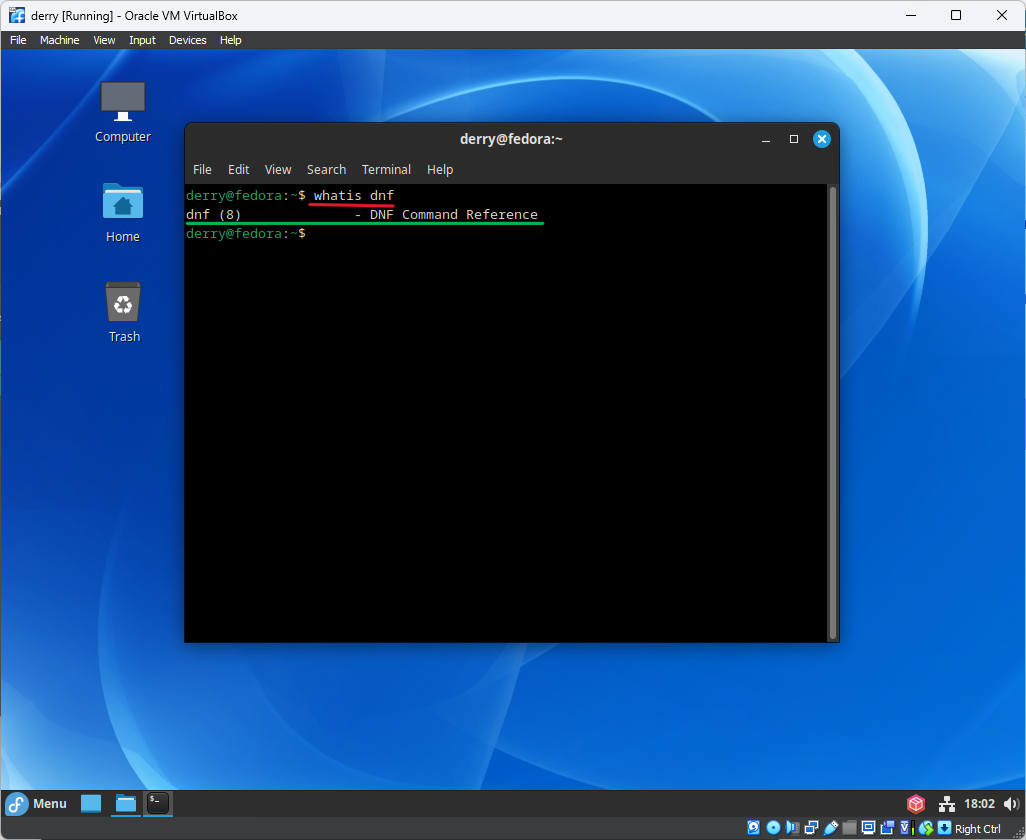 derry [Running] - Oracle VM VirtualBox
File Machine View Input Devices Help
Computer
Home
Trash
derry@fedora:~
File Edit View Search Terminal Help
derry@fedora:~$ whatis dnf
dnf (8) - DNF Command Reference
derry@fedora:~$
Menu
18:02
Right Ctrl